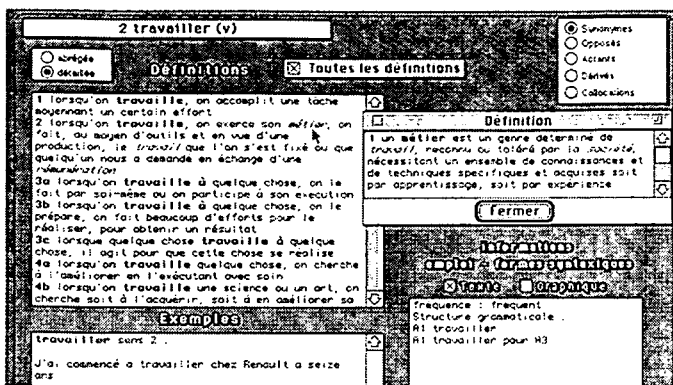 2 travailler (v)
abrégée
détaillée
Définitions
Toutes les définitions
Synonymes
Opposés
Actants
Dérivés
Collocations
1 lorsqu'on travaille, on accomplit une tâche
moyennant un certain effort
2 lorsqu'on travaille, on exerce son métier, on
fait, au moyen d'outils et en vue d'une
production, le travail que l'on s'est fixé ou que
quelqu'un nous a demandé en échange d'une
rémunération
3a lorsqu'on travaille à quelque chose, on le
fait par soi-même ou on participe à son exécution
3b lorsqu'on travaille à quelque chose, on le
prépare, on fait beaucoup d'efforts pour le
réaliser, pour obtenir un résultat
3c lorsque quelque chose travaille à quelque
chose, il agit pour que cette chose se réalise
4a lorsqu'on travaille quelque chose, on cherche
à l'améliorer en l'exécutant avec soin
4b lorsqu'on travaille une science ou un art, on
cherche soit à l'acquérir, soit à en améliorer sa
Définition
1 un métier est un genre déterminé de
travail, reconnu ou toléré par la société,
nécessitant un ensemble de connaissances et
de techniques spécifiques et acquises soit
par apprentissage, soit par expérience
Fermer
Informations
emploi - formes syntaxiques
Texte
Graphique
fréquence : fréquent
Structure grammaticale :
A1 travailler
A1 travailler pour A3
Exemples
travailler sens 2 :
J'ai commencé à travailler chez Renault à seize
ans